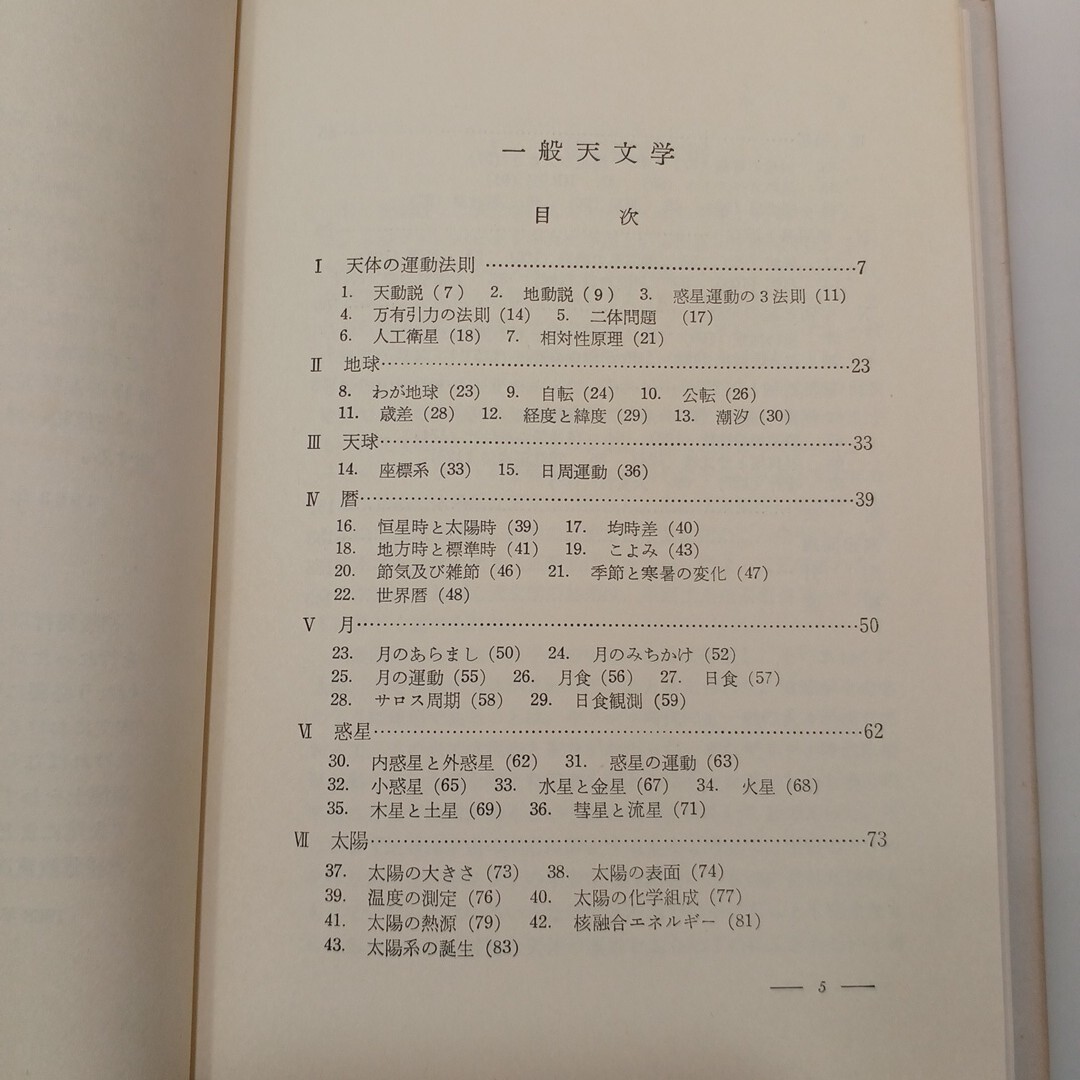 一般天文学
目次
Ⅰ 天体の運動法則 ……………………………………………………7
1. 天動説(7) 2. 地動説(9) 3. 惑星運動の3法則(11)
4. 万有引力の法則(14) 5. 二体問題 (17)
6. 人工衛星(18) 7. 相対性原理(21)
Ⅱ 地球……………………………………………………………………23
8. わが地球(23) 9. 自転(24) 10. 公転(26)
11. 歳差(28) 12. 経度と緯度(29) 13. 潮汐(30)
Ⅲ 天球……………………………………………………………………33
14. 座標系(33) 15. 日周運動(36)
Ⅳ 暦………………………………………………………………………39
16. 恒星時と太陽時(39) 17. 均時差(40)
18. 地方時と標準時(41) 19. こよみ(43)
20. 節気及び雑節(46) 21. 季節と寒暑の変化(47)
22. 世界暦(48)
Ⅴ 月………………………………………………………………………50
23. 月のあらまし(50) 24. 月のみちかけ(52)
25. 月の運動(55) 26. 月食(56) 27. 日食(57)
28. サロス周期(58) 29. 日食観測(59)
Ⅵ 惑星……………………………………………………………………62
30. 内惑星と外惑星(62) 31. 惑星の運動(63)
32. 小惑星(65) 33. 水星と金星(67) 34. 火星(68)
35. 木星と土星(69) 36. 彗星と流星(71)
Ⅶ 太陽……………………………………………………………………73
37. 太陽の大きさ(73) 38. 太陽の表面(74)
39. 温度の測定(76) 40. 太陽の化学組成(77)
41. 太陽の熱源(79) 42. 核融合エネルギー(81)
43. 太陽系の誕生(83)
— 5 —